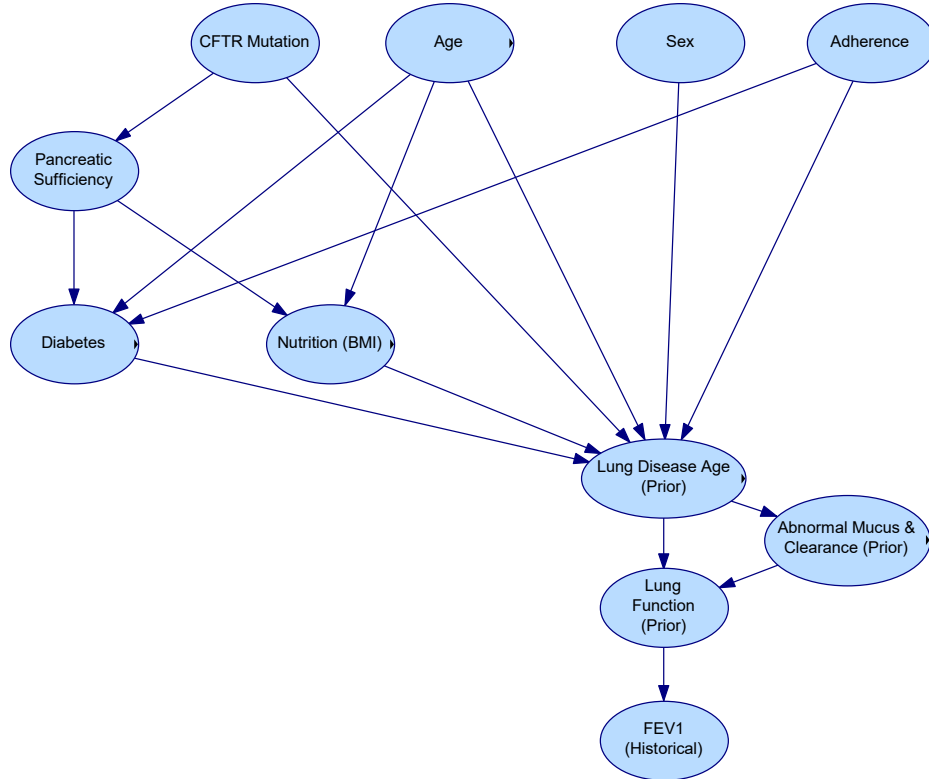 CFTR Mutation
Age
Sex
Adherence
Pancreatic
Sufficiency
Diabetes
Nutrition (BMI)
Lung Disease Age
(Prior)
Abnormal Mucus &
Clearance (Prior)
Lung
Function
(Prior)
FEV1
(Historical)